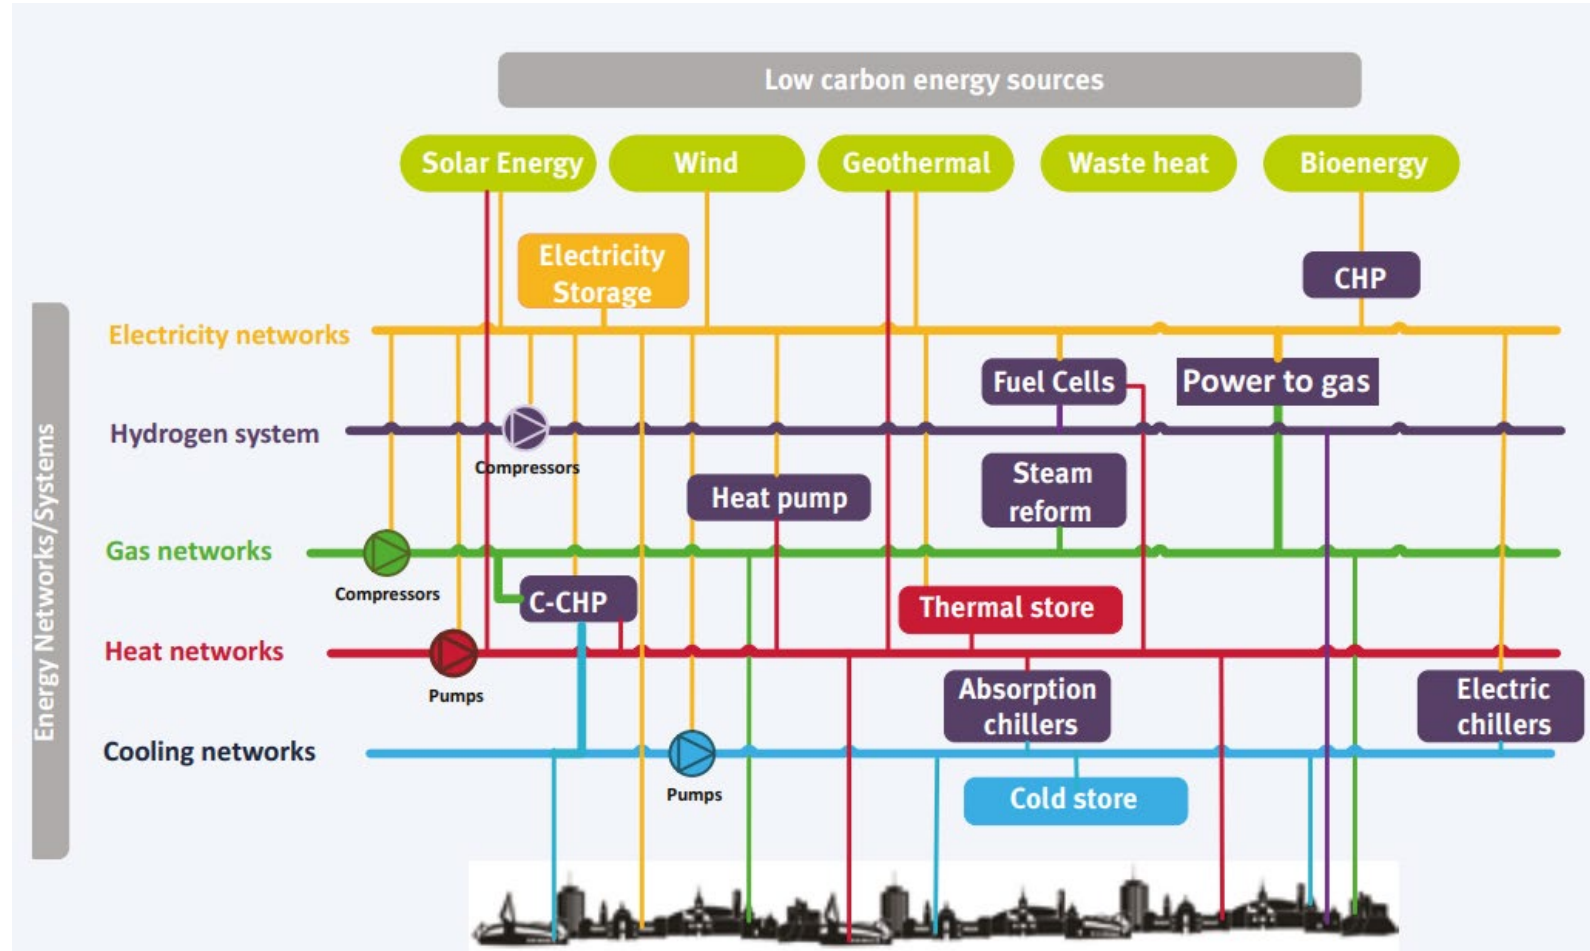 Low carbon energy sources
Solar Energy
Wind
Geothermal
Waste heat
Bioenergy
Electricity
Storage
CHP
Energy Networks/Systems
Electricity networks
Fuel Cells
Power to gas
Hydrogen system
Compressors
Heat pump
Steam
reform
Gas networks
Compressors
C-CHP
Thermal store
Heat networks
Pumps
Absorption
chillers
Electric
chillers
Cooling networks
Pumps
Cold store